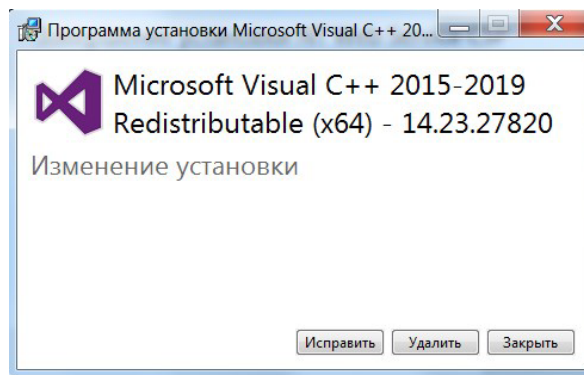 Программа установки Microsoft Visual C++ 20...
Microsoft Visual C++ 2015-2019
Redistributable (x64) - 14.23.27820
Изменение установки
Исправить Удалить Закрыть